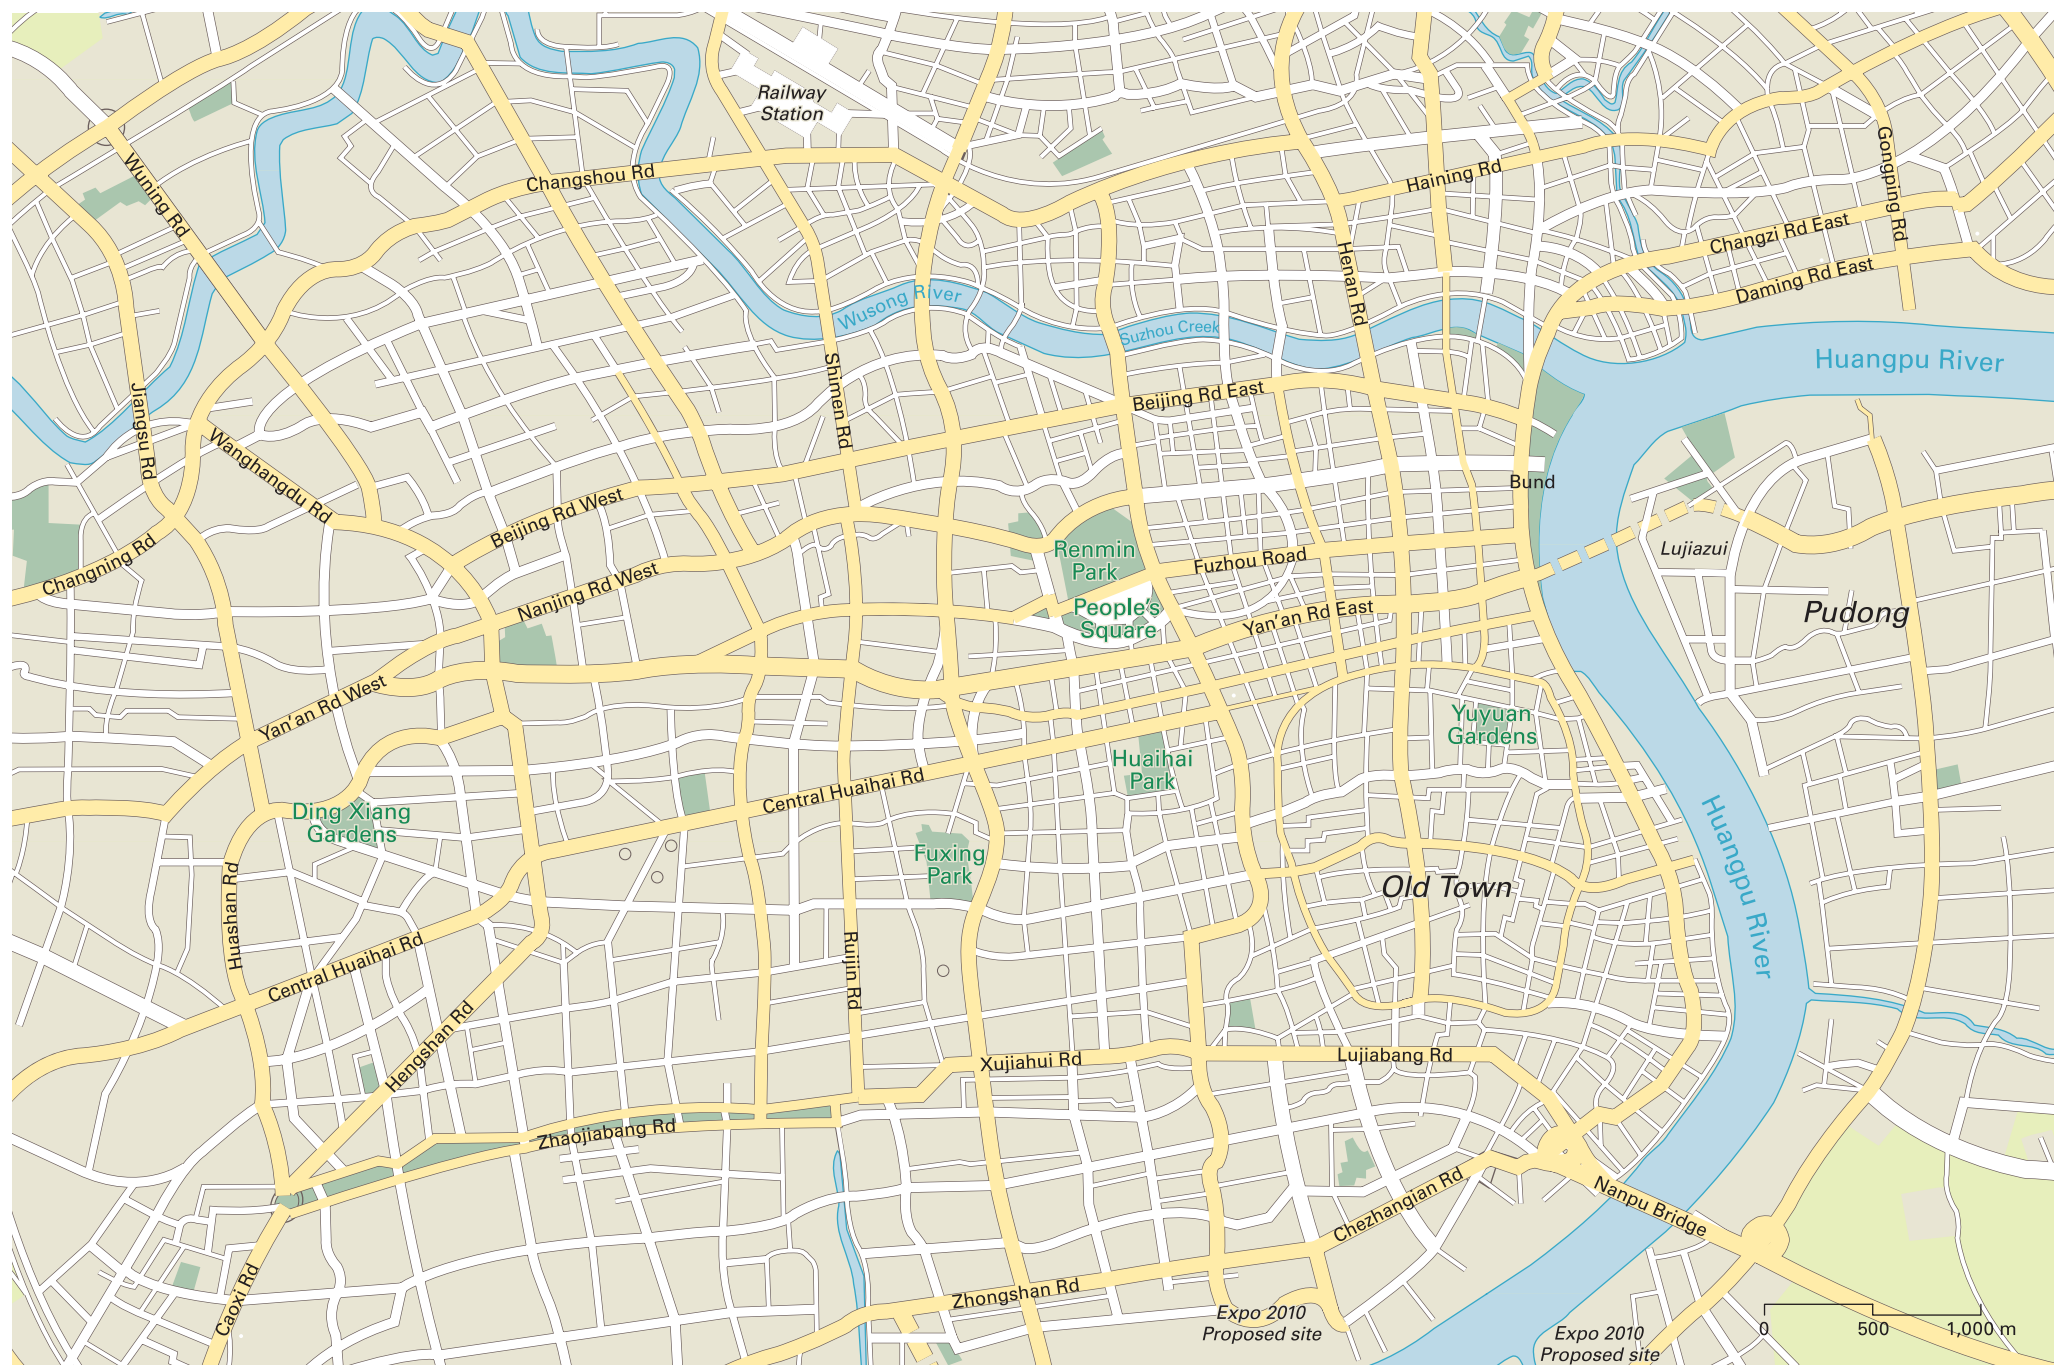 Railway
Station
Wuning Rd
Changshou Rd
Haining Rd
Gongping Rd
Changzi Rd East
Daming Rd East
Henan Rd
Wusong River
Suzhou Creek
Huangpu River
Shimen Rd
Jiangsu Rd
Beijing Rd East
Wanghangdu Rd
Bund
Beijing Rd West
Changning Rd
Renmin
Park
Fuzhou Road
Lujiazui
Nanjing Rd West
People's
Square
Yan'an Rd East
Pudong
Yan'an Rd West
Yuyuan
Gardens
Huaihai
Park
Central Huaihai Rd
Ding Xiang
Gardens
Huangpu River
Fuxing
Park
Old Town
Huashan Rd
Central Huaihai Rd
Ruijin Rd
Hengshan Rd
Xujiahui Rd
Lujiabang Rd
Zhaojiabang Rd
Chezhangian Rd
Nanpu Bridge
Caoxi Rd
Zhongshan Rd
Expo 2010
Proposed site
Expo 2010
Proposed site
0 500 1,000 m